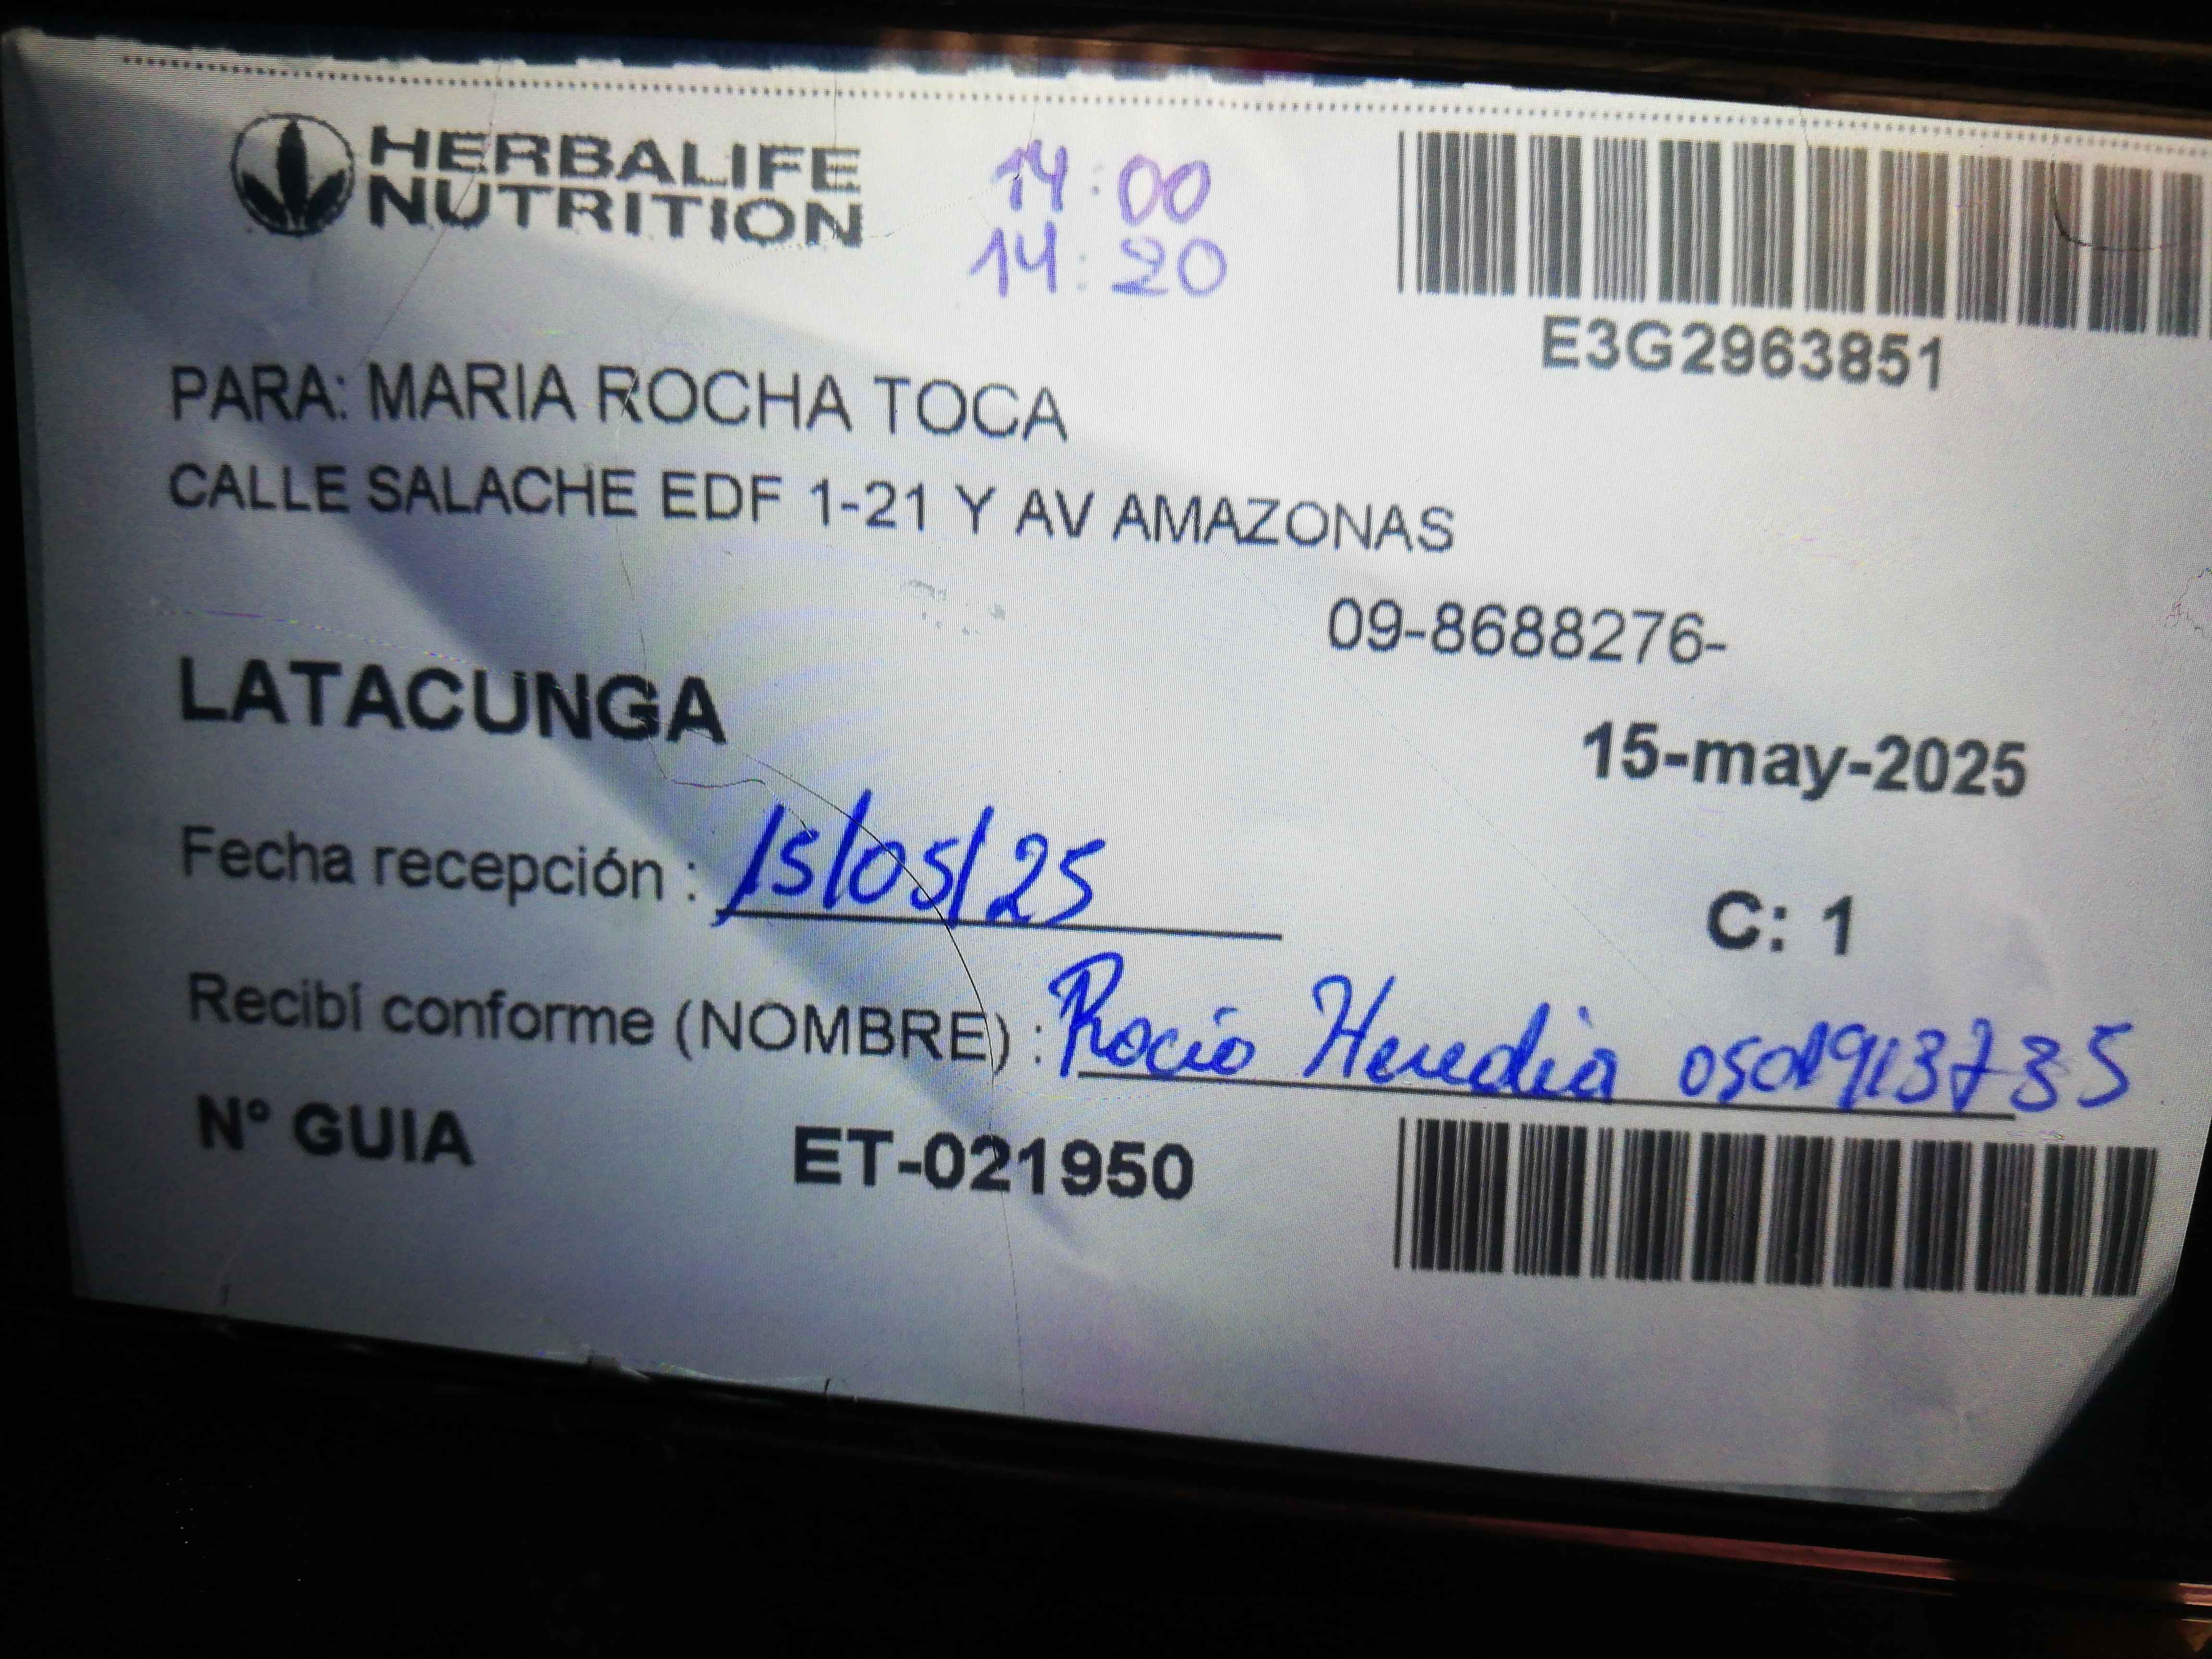 HERBALIFE
NUTRITION
14:00
14:20
E3G2963851
PARA: MARIA ROCHA TOCA
CALLE SALACHE EDF 1-21 Y AV AMAZONAS
09-8688276-
LATACUNGA
15-may-2025
Fecha recepción : 15/05/25
C: 1
Recibí conforme (NOMBRE) : Rocio Heredia
Nº GUIA ET-021950